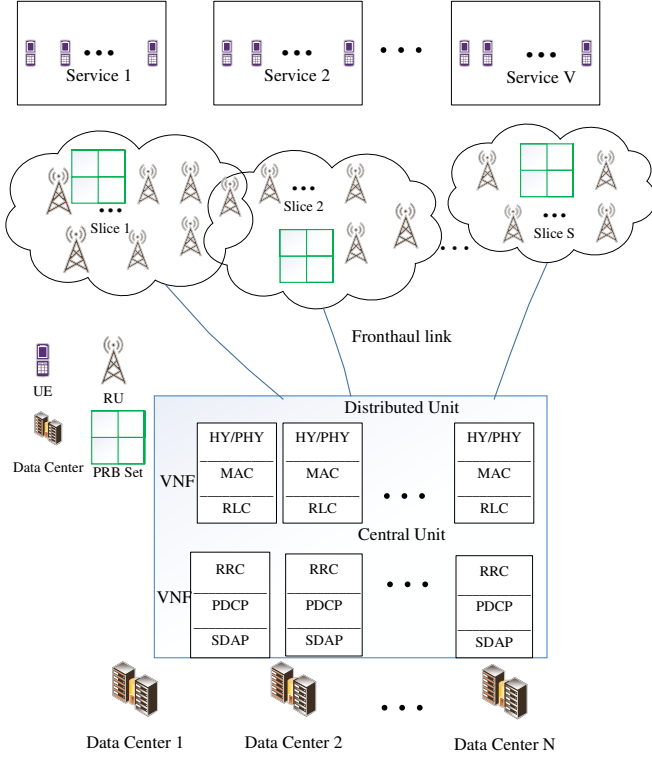 Service 1
Service 2
Service V
Slice 1
Slice 2
Slice S
Fronthaul link
UE
RU
Data Center
PRB Set
Distributed Unit
VNF
HY/PHY
MAC
RLC
HY/PHY
MAC
RLC
HY/PHY
MAC
RLC
Central Unit
VNF
RRC
PDCP
SDAP
RRC
PDCP
SDAP
RRC
PDCP
SDAP
Data Center 1
Data Center 2
Data Center N